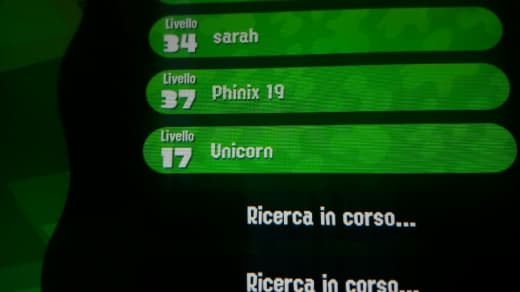 Livello
34 sarah
Livello
37 Phinix 19
Livello
17 Unicorn
Ricerca in corso...
Ricerca in corso...